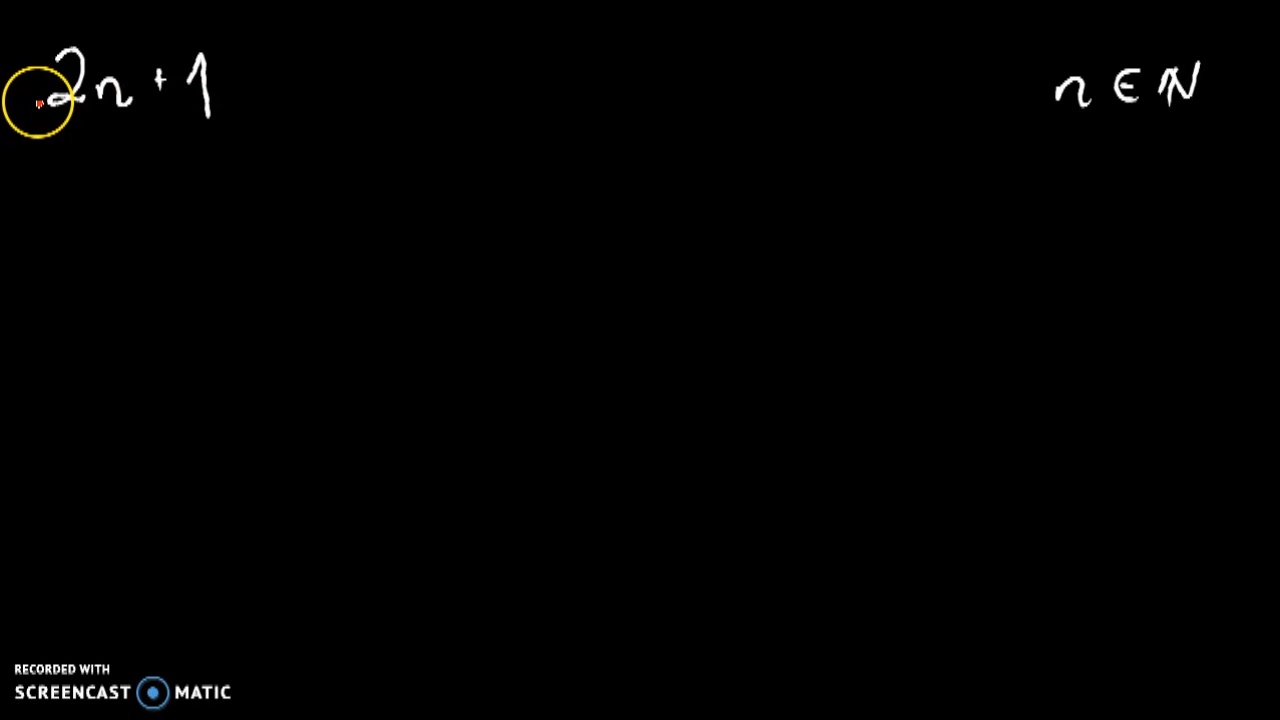 2n + 1
n ∈ ℕ
RECORDED WITH
SCREENCAST MATIC